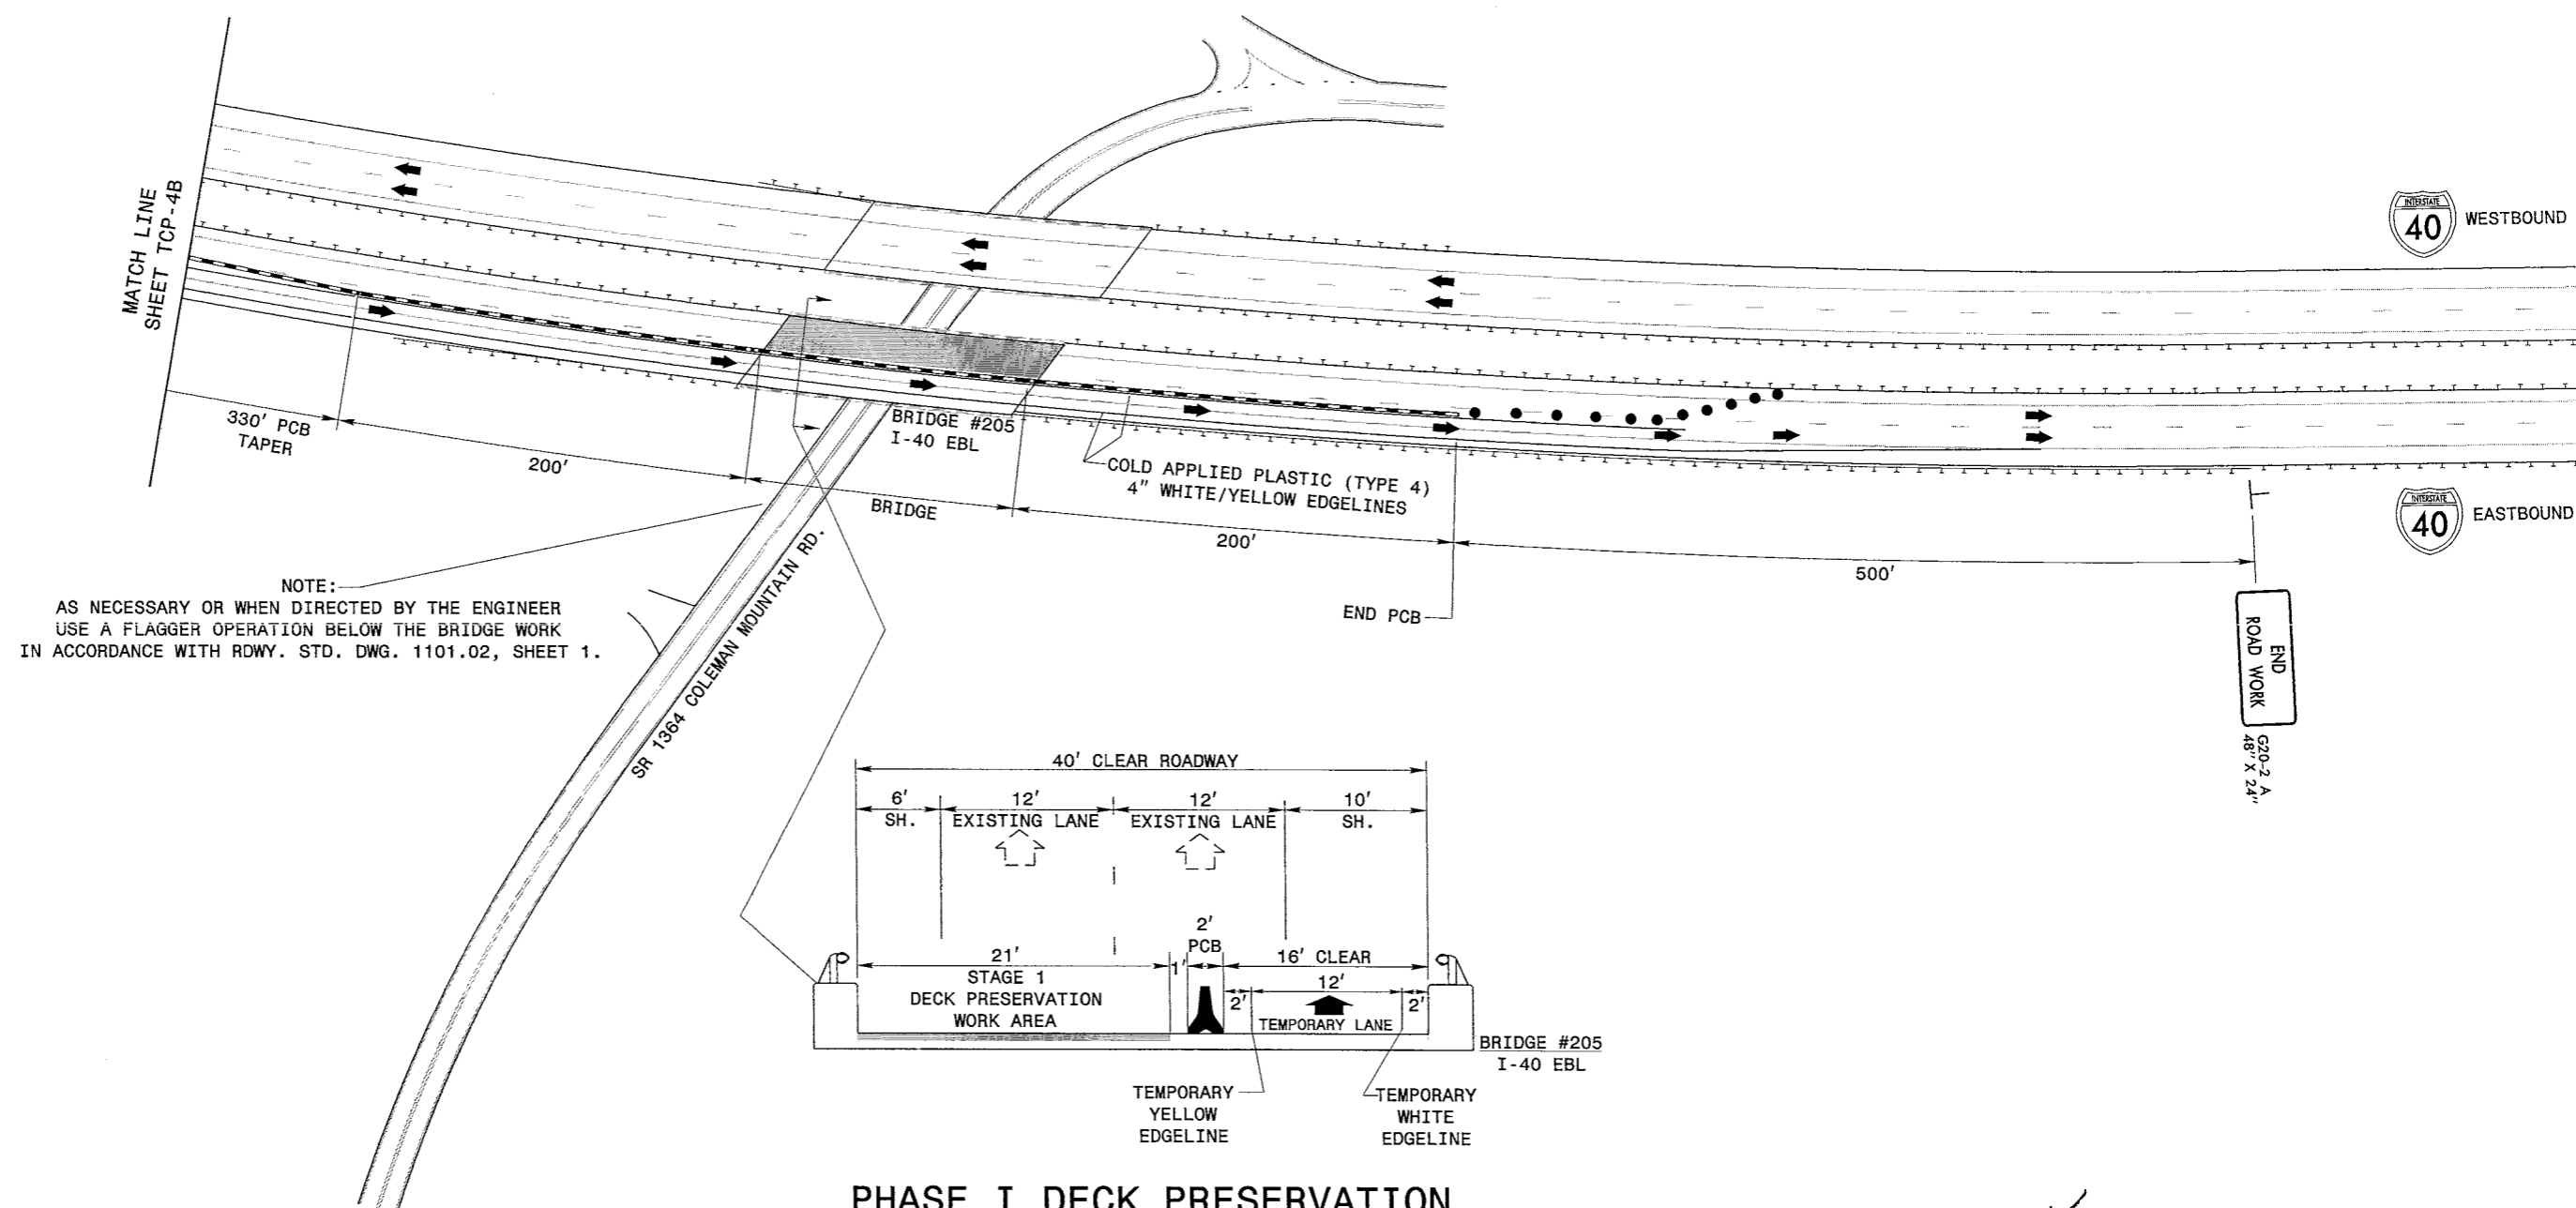 INTERSTATE
40
WESTBOUND
MATCH LINE
SHEET TCP-4B
330' PCB
TAPER
200'
BRIDGE #205
I-40 EBL
BRIDGE
COLD APPLIED PLASTIC (TYPE 4)
4" WHITE/YELLOW EDGELINES
200'
INTERSTATE
40
EASTBOUND
500'
END PCB
NOTE:
AS NECESSARY OR WHEN DIRECTED BY THE ENGINEER
USE A FLAGGER OPERATION BELOW THE BRIDGE WORK
IN ACCORDANCE WITH RDWY. STD. DWG. 1101.02, SHEET 1.
SR 1364 COLEMAN MOUNTAIN RD.
END
ROAD WORK
G20-2 A
48" X 24"
40' CLEAR ROADWAY
6' 12' 12' 10'
SH. EXISTING LANE EXISTING LANE SH.
2'
PCB
21' 1' 16' CLEAR
STAGE 1
DECK PRESERVATION
WORK AREA
2' 12' 2'
TEMPORARY LANE
BRIDGE #205
I-40 EBL
TEMPORARY
YELLOW
EDGELINE
TEMPORARY
WHITE
EDGELINE
PHASE I DECK PRESERVATION